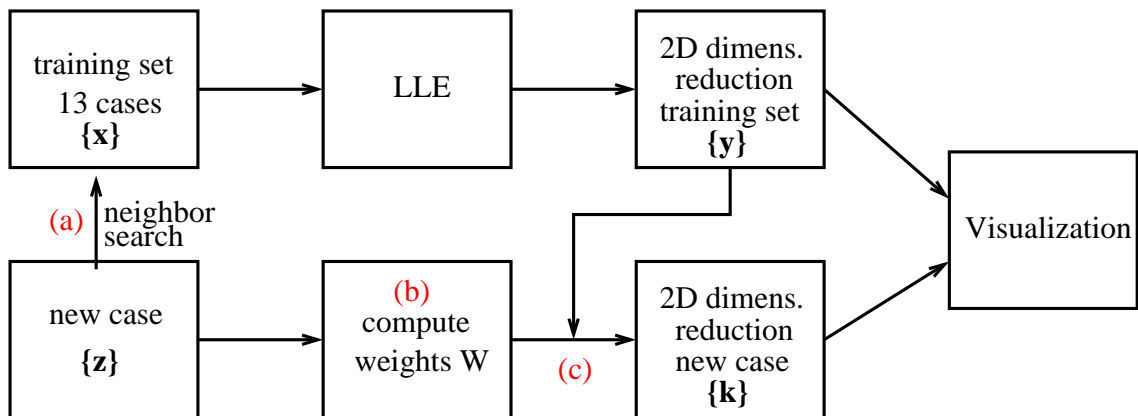 training set
13 cases
{x}
LLE
2D dimens.
reduction
training set
{y}
(a)
neighbor
search
Visualization
new case
{z}
(b)
compute
weights W
(c)
2D dimens.
reduction
new case
{k}